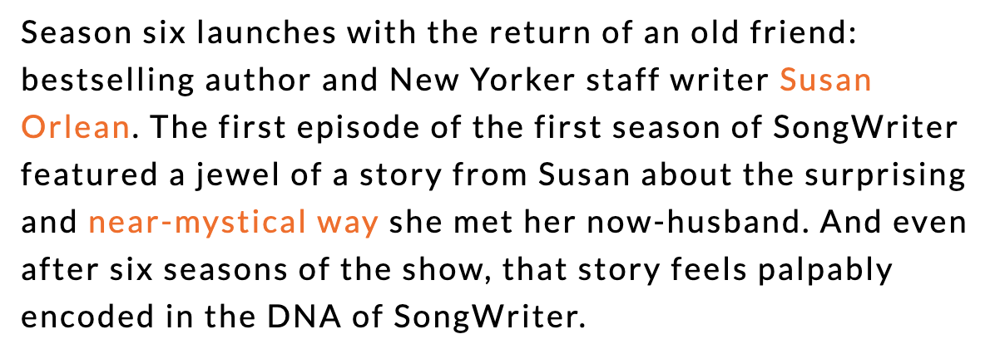 Season six launches with the return of an old friend:
bestselling author and New Yorker staff writer Susan
Orlean. The first episode of the first season of SongWriter
featured a jewel of a story from Susan about the surprising
and near-mystical way she met her now-husband. And even
after six seasons of the show, that story feels palpably
encoded in the DNA of SongWriter.